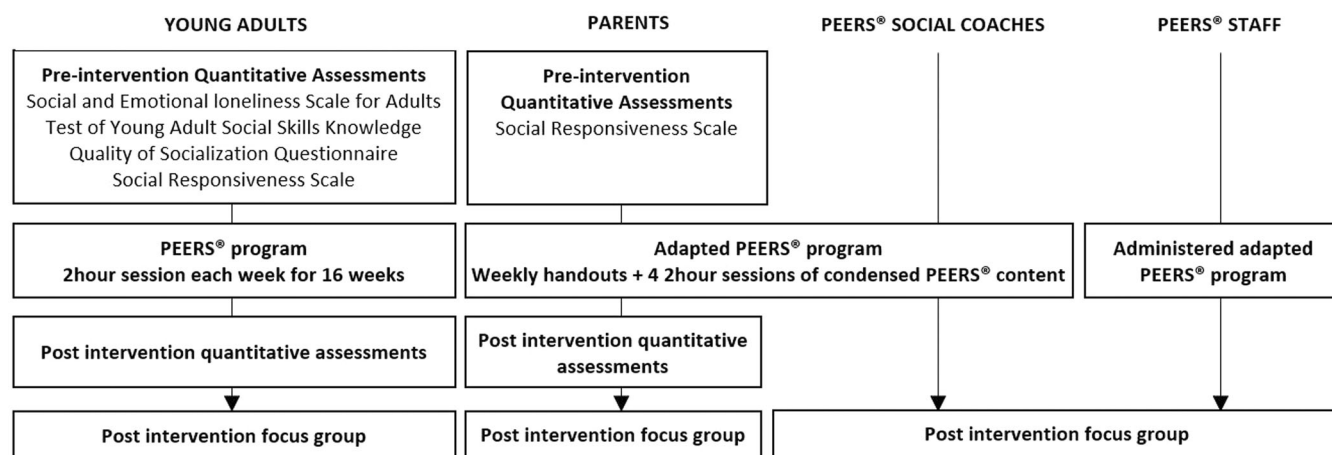 YOUNG ADULTS
PARENTS
PEERS® SOCIAL COACHES
PEERS® STAFF
Pre-intervention Quantitative Assessments
Social and Emotional loneliness Scale for Adults
Test of Young Adult Social Skills Knowledge
Quality of Socialization Questionnaire
Social Responsiveness Scale
Pre-intervention
Quantitative Assessments
Social Responsiveness Scale
PEERS® program
2hour session each week for 16 weeks
Adapted PEERS® program
Weekly handouts + 4 2hour sessions of condensed PEERS® content
Administered adapted
PEERS® program
Post intervention quantitative assessments
Post intervention quantitative
assessments
Post intervention focus group
Post intervention focus group
Post intervention focus group